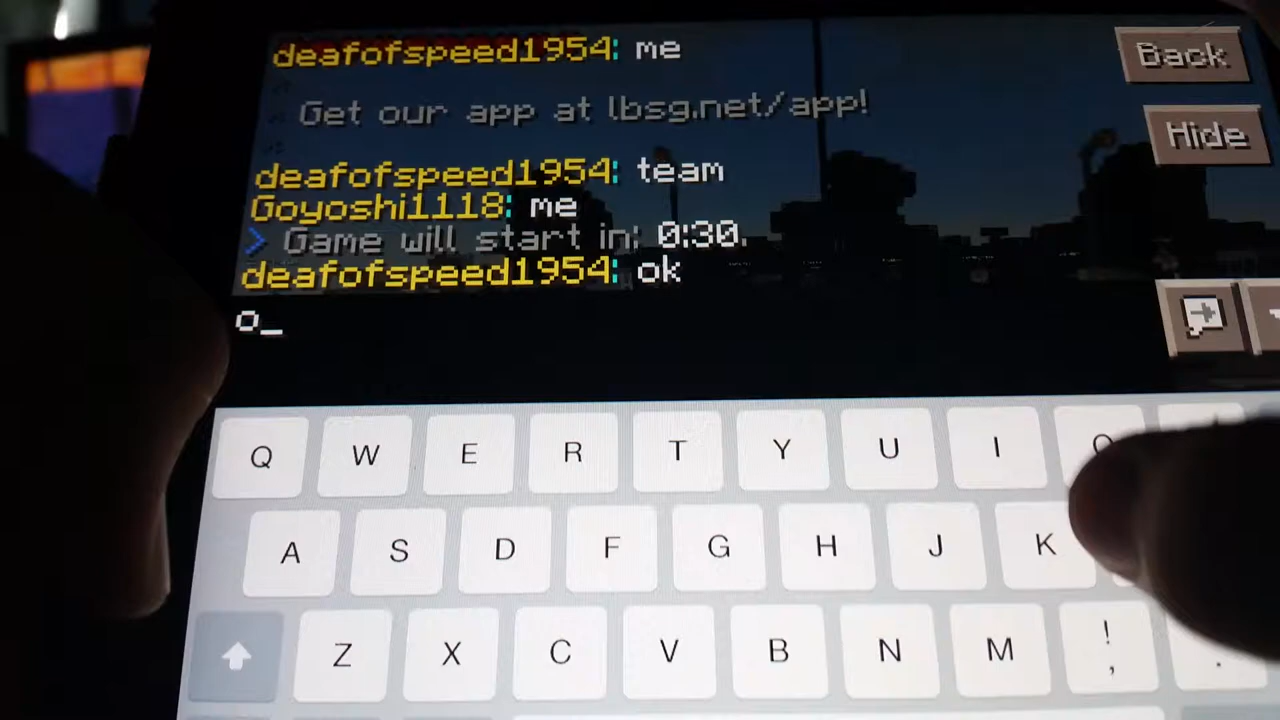 deafofspeed1954: me
Back
Get our app at lbsg.net/app!
Hide
deafofspeed1954: team
Goyoshi1118: me
> Game will start in: 0:30.
deafofspeed1954: ok
o_
Q W E R T Y U I O
A S D F G H J K
Z X C V B N M ! , .